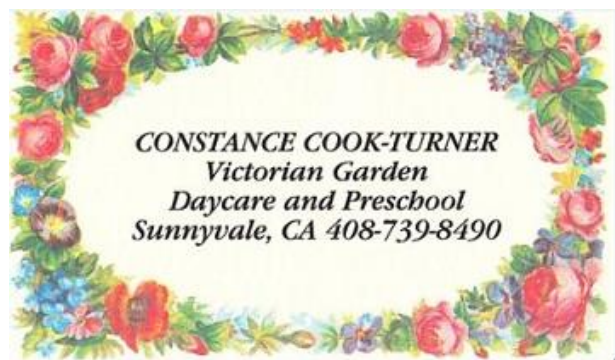 CONSTANCE COOK-TURNER
Victorian Garden
Daycare and Preschool
Sunnyvale, CA 408-739-8490